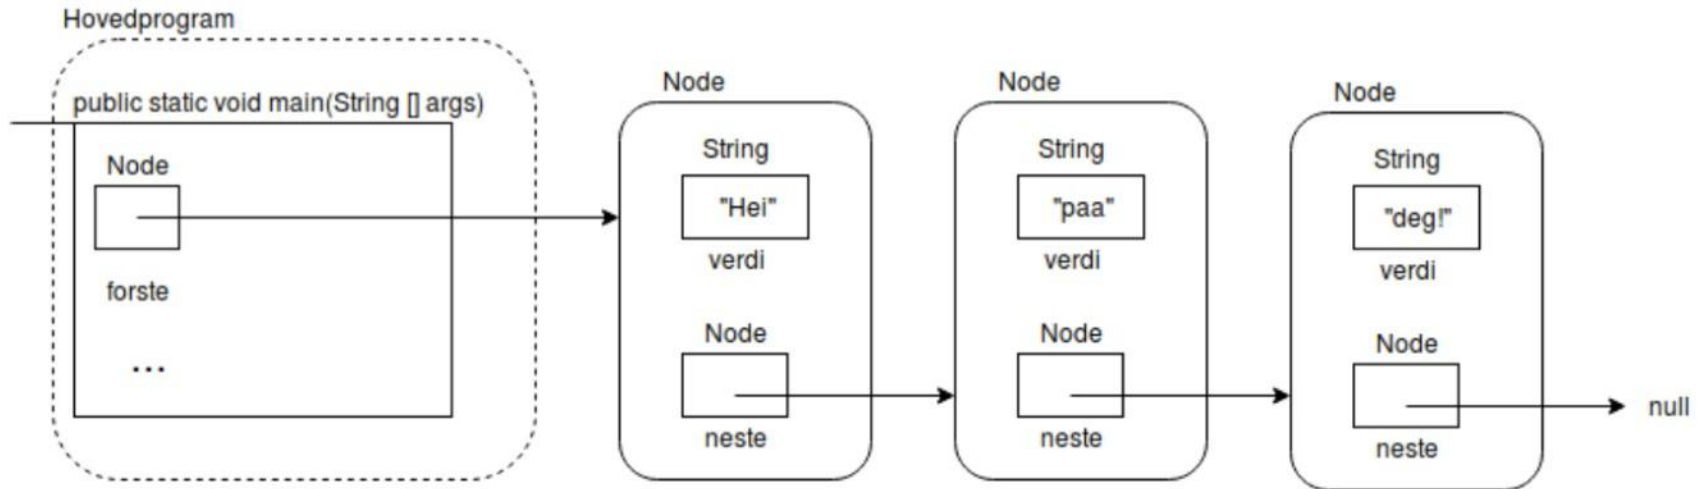 Hovedprogram
public static void main(String [] args)
Node
forste
...
Node
String
"Hei"
verdi
Node
neste
Node
String
"paa"
verdi
Node
neste
Node
String
"deg!"
verdi
Node
neste
null